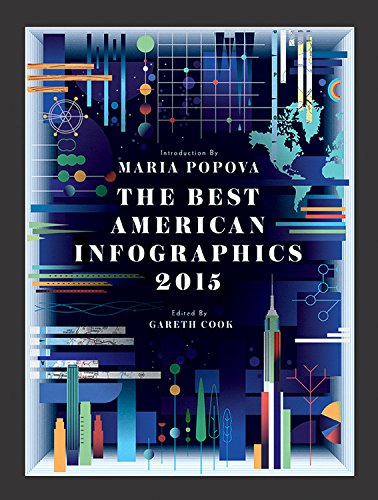 Introduction By
MARIA POPOVA
THE BEST
AMERICAN
INFOGRAPHICS
2015
Edited By
GARETH COOK